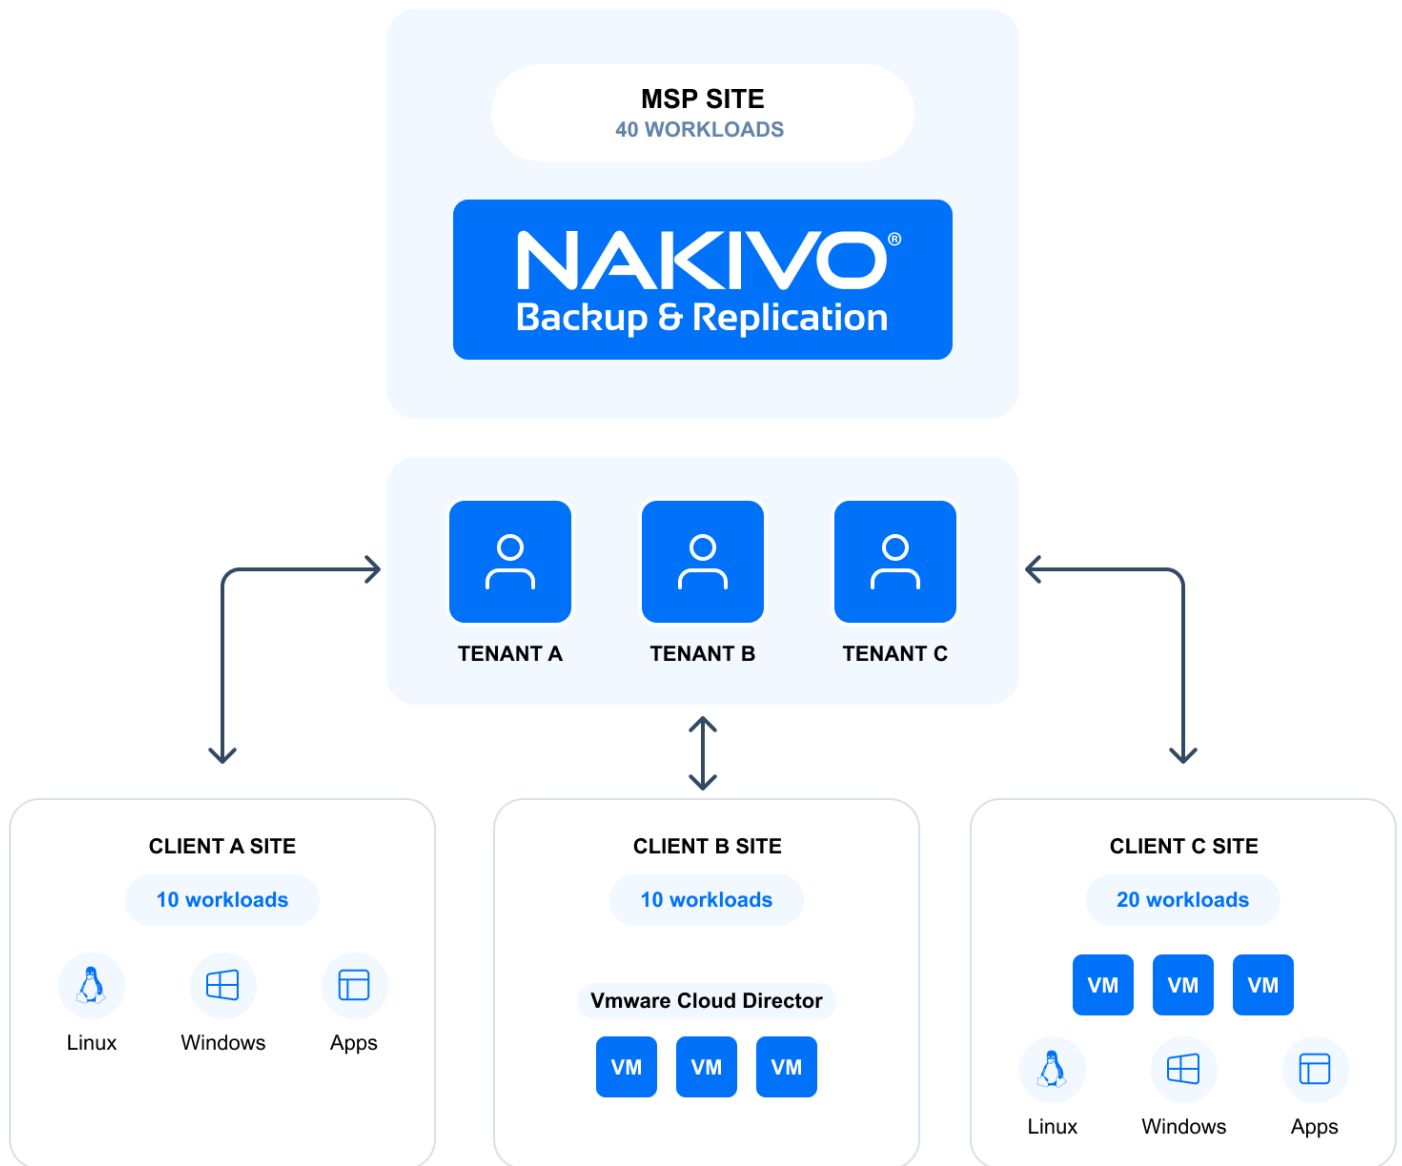 MSP SITE
40 WORKLOADS
NAKIVO®
Backup & Replication
TENANT A
TENANT B
TENANT C
CLIENT A SITE
10 workloads
Linux
Windows
Apps
CLIENT B SITE
10 workloads
Vmware Cloud Director
VM
VM
VM
CLIENT C SITE
20 workloads
VM
VM
VM
Linux
Windows
Apps